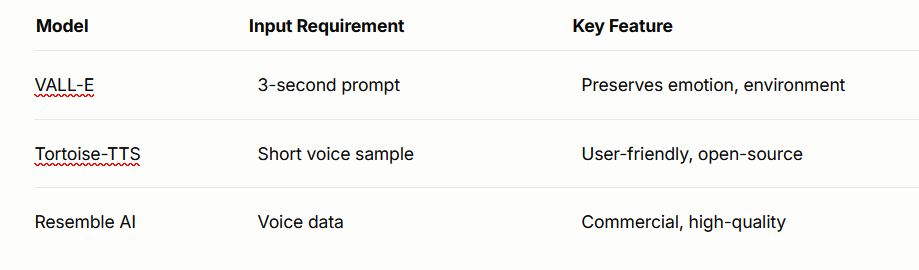 Model Input Requirement Key Feature
VALL-E 3-second prompt Preserves emotion, environment
Tortoise-TTS Short voice sample User-friendly, open-source
Resemble AI Voice data Commercial, high-quality